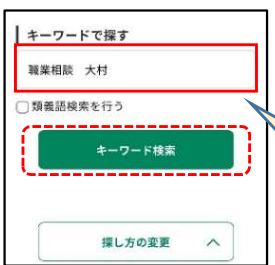 キーワードで探す
職業相談　大村
類義語検索を行う
キーワード検索
探し方の変更